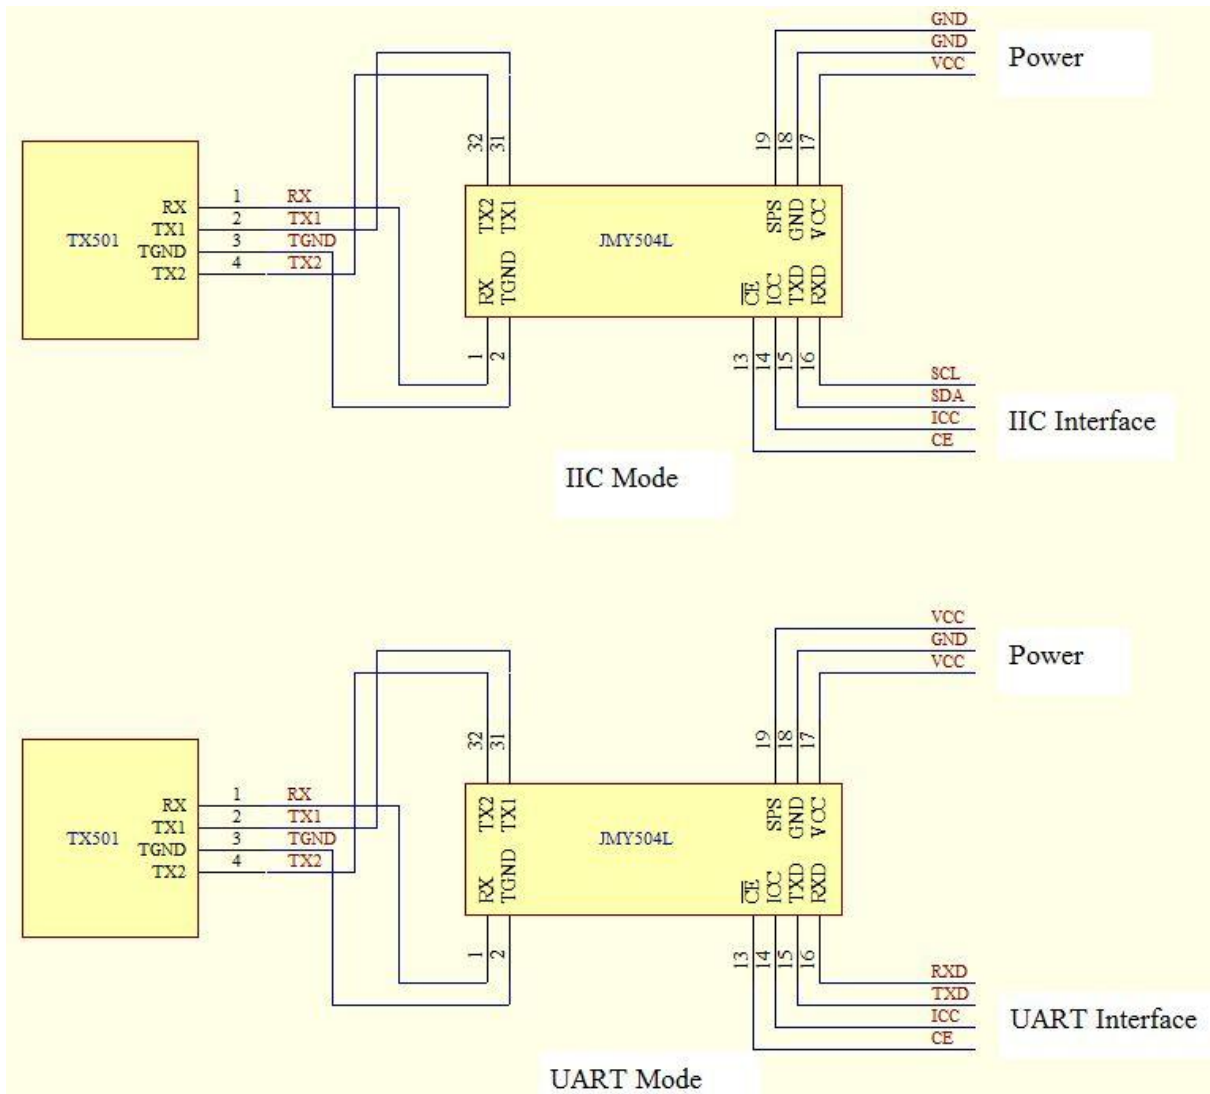 GND
GND
VCC
Power
19
18
17
32
31
TX501
RX
TX1
TGND
TX2
1
2
3
4
RX
TX1
TGND
TX2
TX2
TX1
SPS
GND
VCC
JMY504L
RX
TGND
CE
ICC
TXD
RXD
1
2
13
14
15
16
SCL
SDA
ICC
CE
IIC Interface
IIC Mode
VCC
GND
VCC
Power
19
18
17
32
31
TX501
RX
TX1
TGND
TX2
1
2
3
4
RX
TX1
TGND
TX2
TX2
TX1
SPS
GND
VCC
JMY504L
RX
TGND
CE
ICC
TXD
RXD
1
2
13
14
15
16
RXD
TXD
ICC
CE
UART Interface
UART Mode